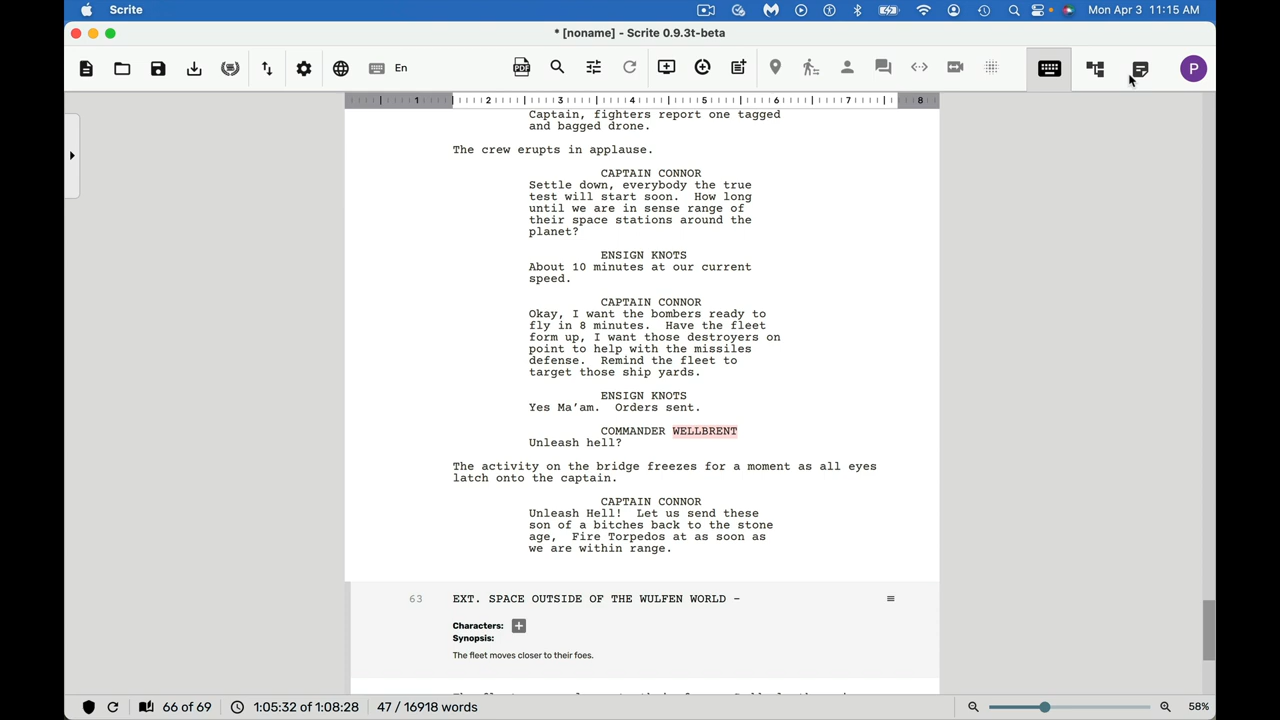 Scrite
Mon Apr 3 11:15 AM
* [noname] - Scrite 0.9.3t-beta
PDF
En
P
1 2 3 4 5 6 7 8
Captain, fighters report one tagged
and bagged drone.
The crew erupts in applause.
CAPTAIN CONNOR
Settle down, everybody the true
test will start soon. How long
until we are in sense range of
their space stations around the
planet?
ENSIGN KNOTS
About 10 minutes at our current
speed.
CAPTAIN CONNOR
Okay, I want the bombers ready to
fly in 8 minutes. Have the fleet
form up, I want those destroyers on
point to help with the missiles
defense. Remind the fleet to
target those ship yards.
ENSIGN KNOTS
Yes Ma’am. Orders sent.
COMMANDER WELLBRENT
Unleash hell?
The activity on the bridge freezes for a moment as all eyes
latch onto the captain.
CAPTAIN CONNOR
Unleash Hell! Let us send these
son of a bitches back to the stone
age, Fire Torpedos at as soon as
we are within range.
63 EXT. SPACE OUTSIDE OF THE WULFEN WORLD -
Characters:
Synopsis:
The fleet moves closer to their foes.
66 of 69 1:05:32 of 1:08:28 47 / 16918 words 58%